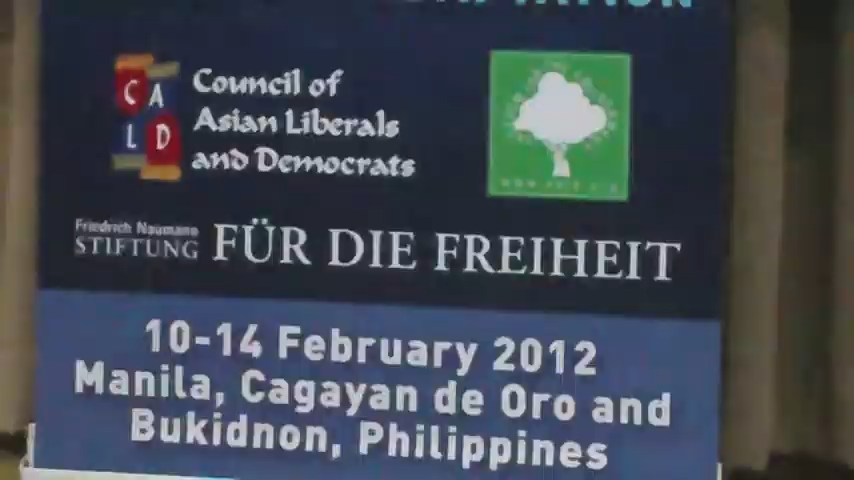 CALD
Council of
Asian Liberals
and Democrats
Friedrich Naumann
STIFTUNG FÜR DIE FREIHEIT
10-14 February 2012
Manila, Cagayan de Oro and
Bukidnon, Philippines